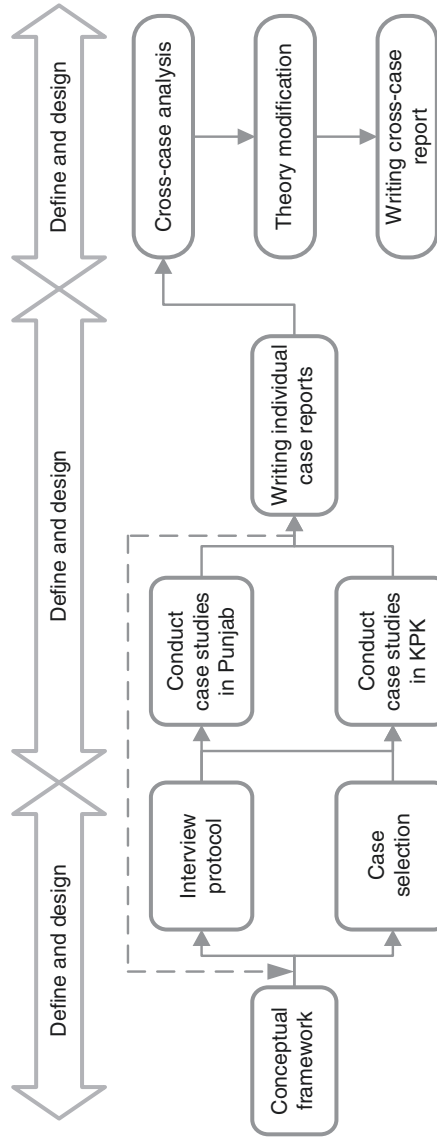 Define and design
Define and design
Define and design
Conceptual
framework
Interview
protocol
Case
selection
Conduct
case studies
in Punjab
Conduct
case studies
in KPK
Writing individual
case reports
Cross-case analysis
Theory modification
Writing cross-case
report